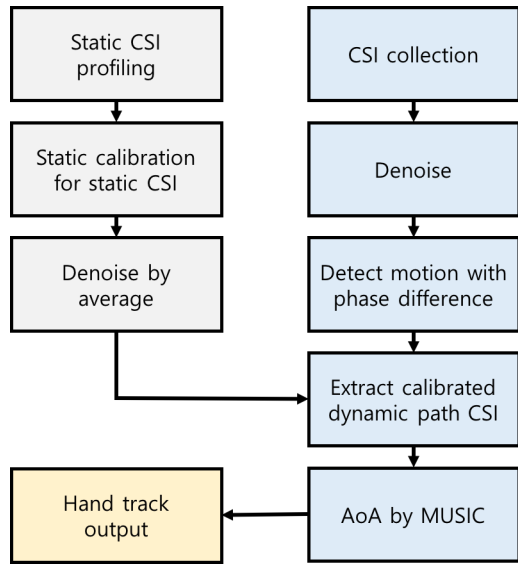 Static CSI
profiling
Static calibration
for static CSI
Denoise by
average
CSI collection
Denoise
Detect motion with
phase difference
Extract calibrated
dynamic path CSI
AoA by MUSIC
Hand track
output